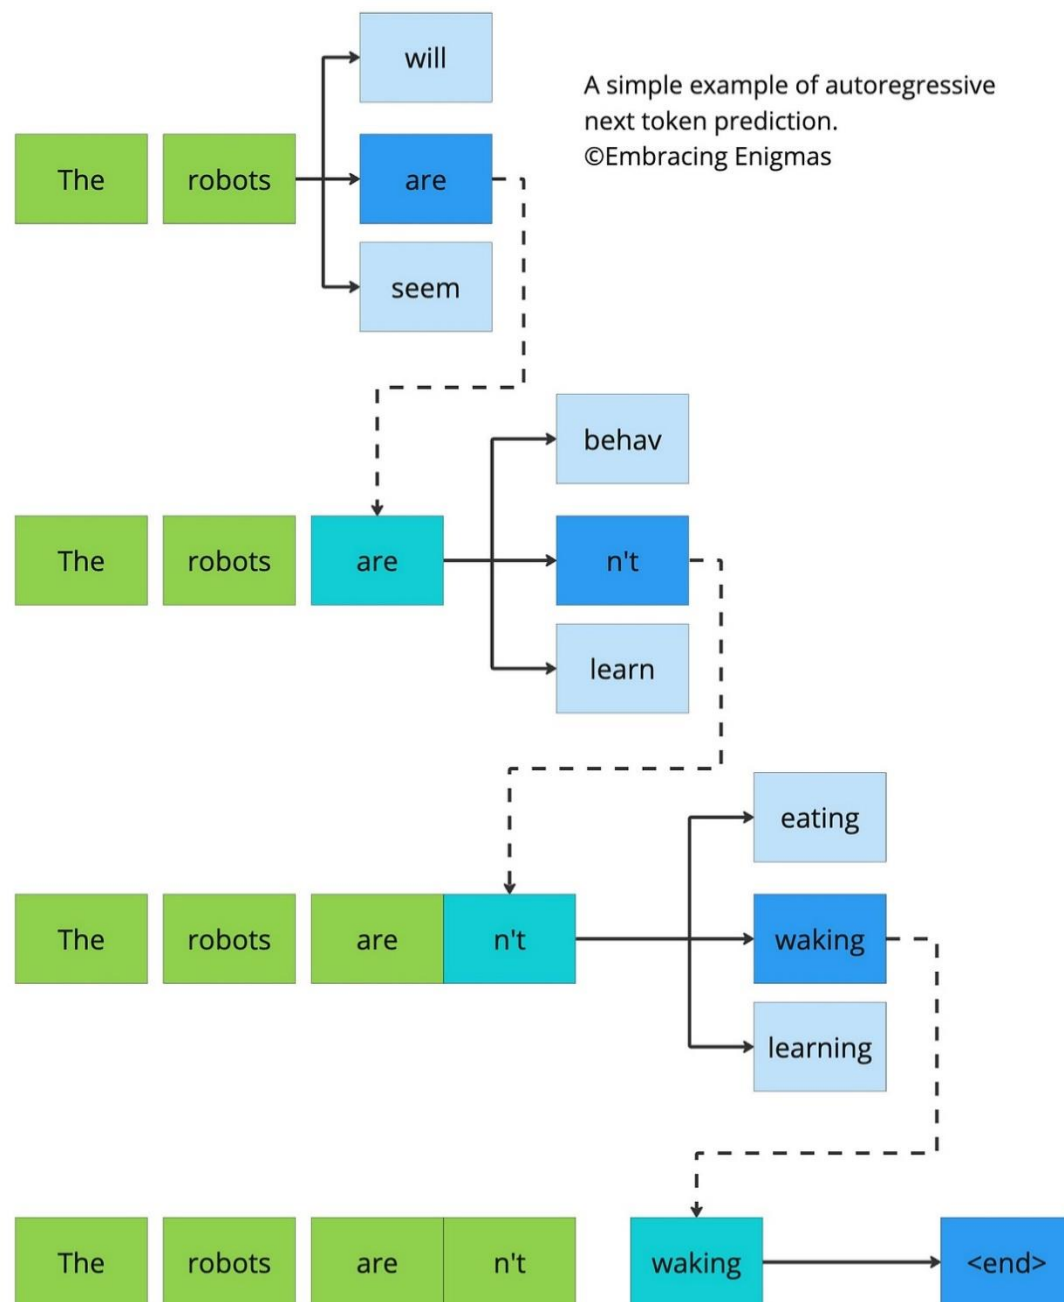 will
A simple example of autoregressive
next token prediction.
©Embracing Enigmas
The robots are
seem
behav
The robots are n't
learn
eating
The robots are n't waking
learning
The robots are n't waking <end>